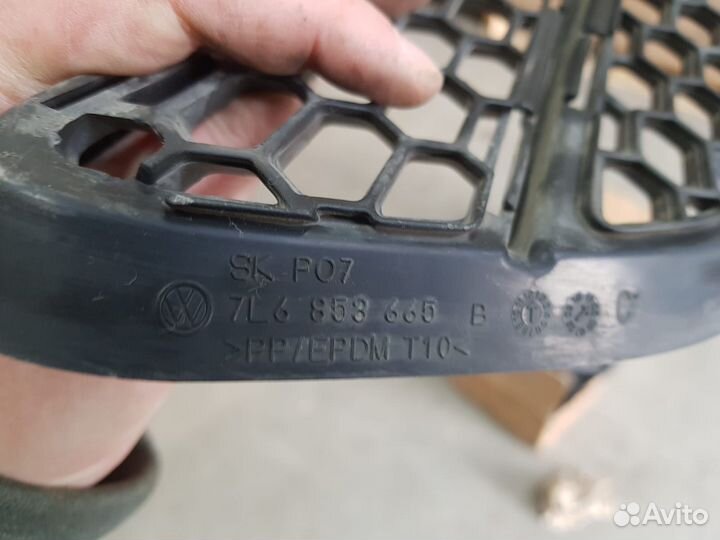 SK P07
7L6 853 665 B
>PP/EPDM T10<
Avito